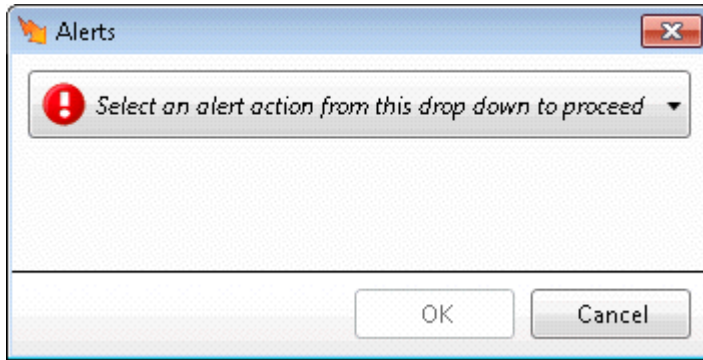 Alerts
Select an alert action from this drop down to proceed
OK
Cancel